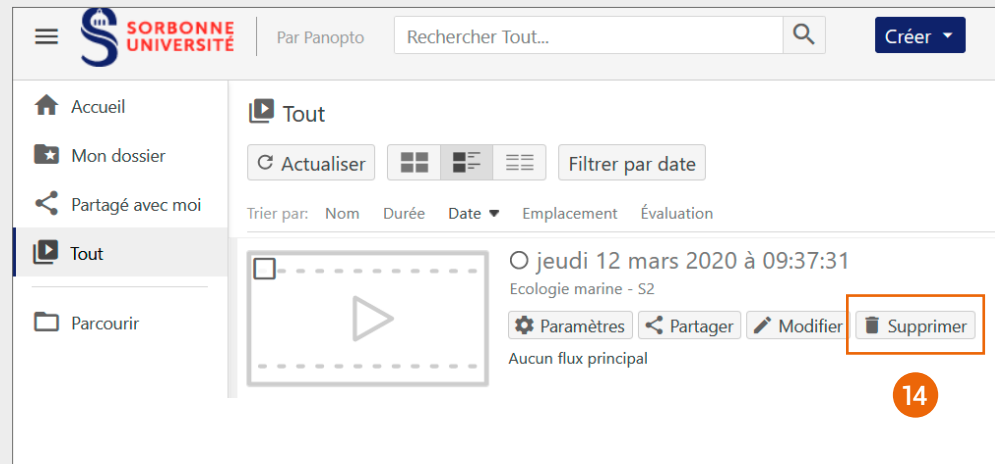 SORBONNE
UNIVERSITÉ
Par Panopto
Rechercher Tout...
Créer
Accueil
Mon dossier
Partagé avec moi
Tout
Parcourir
Tout
Actualiser
Filtrer par date
Trier par: Nom Durée Date Emplacement Évaluation
jeudi 12 mars 2020 à 09:37:31
Ecologie marine - S2
Paramètres Partager Modifier Supprimer
Aucun flux principal
14